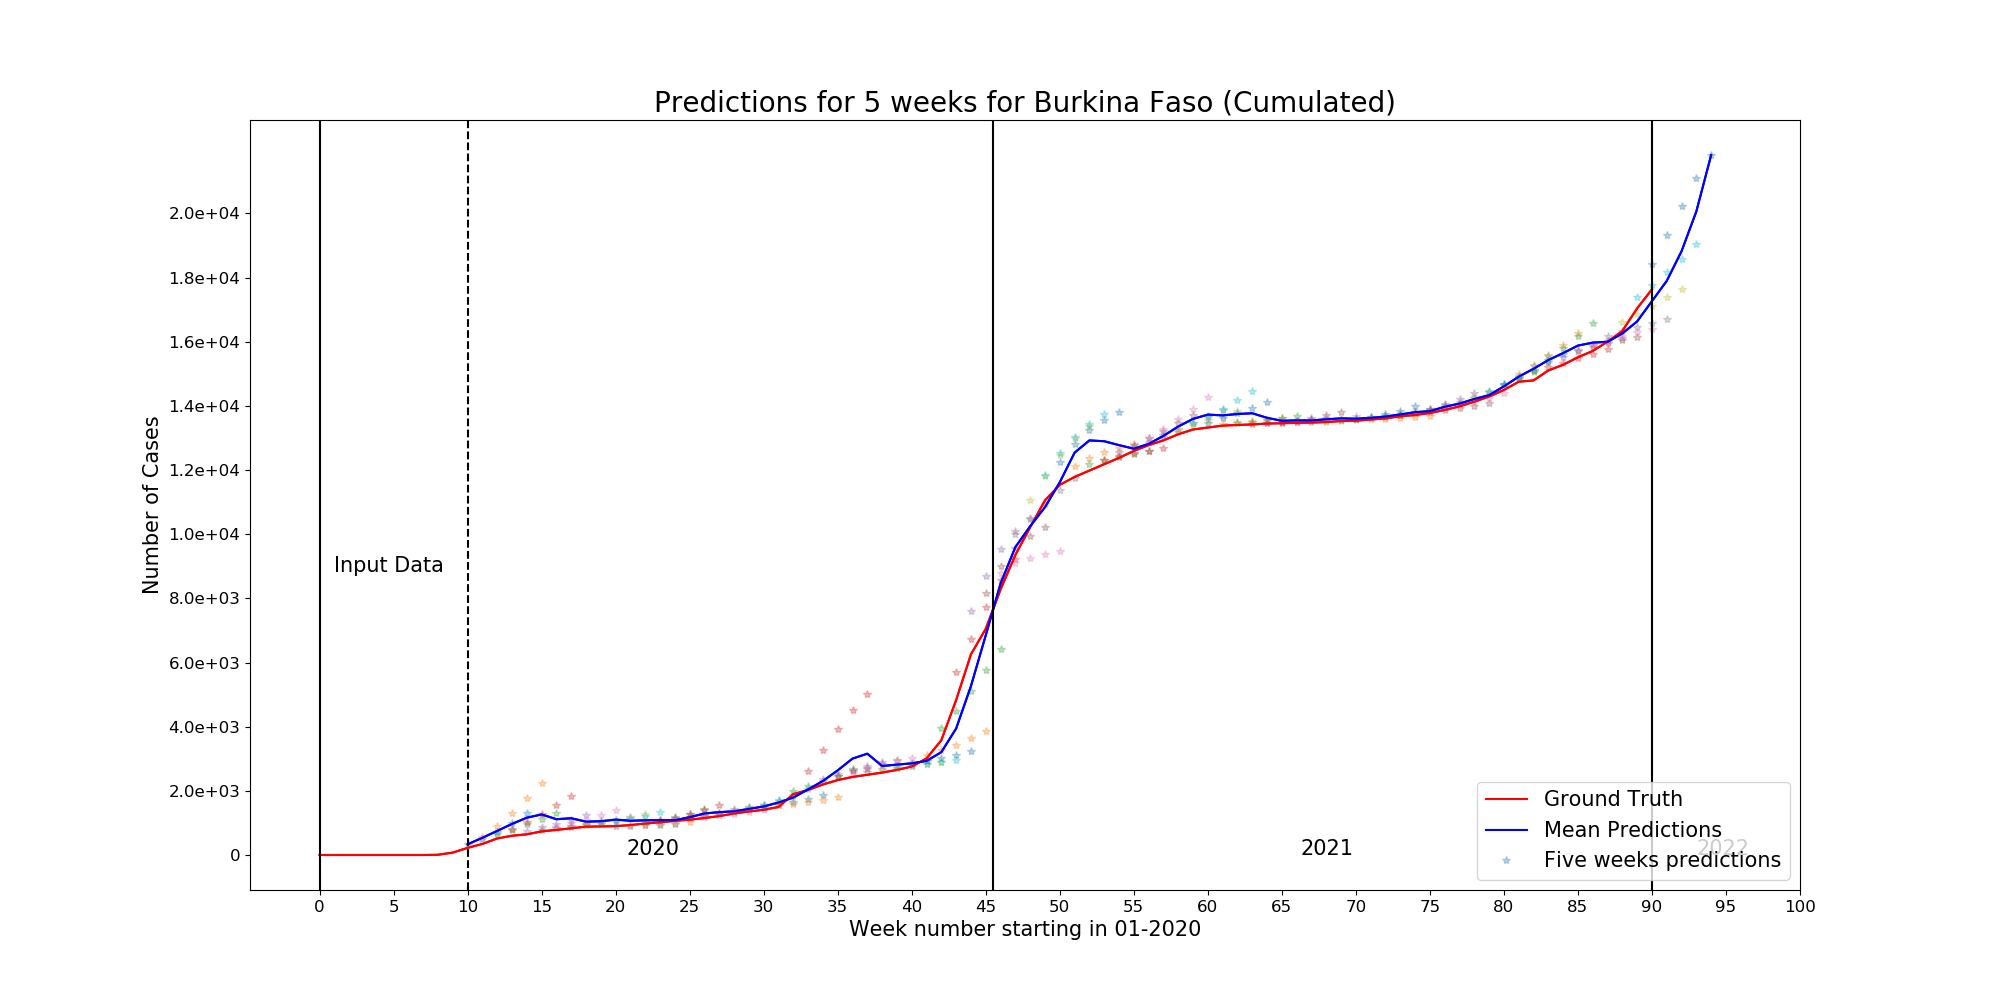 Predictions for 5 weeks for Burkina Faso (Cumulated)
Number of Cases
2.0e+04
1.8e+04
1.6e+04
1.4e+04
1.2e+04
1.0e+04
8.0e+03
6.0e+03
4.0e+03
2.0e+03
0
Input Data
2020
2021
2022
Ground Truth
Mean Predictions
Five weeks predictions
0 5 10 15 20 25 30 35 40 45 50 55 60 65 70 75 80 85 90 95 100
Week number starting in 01-2020